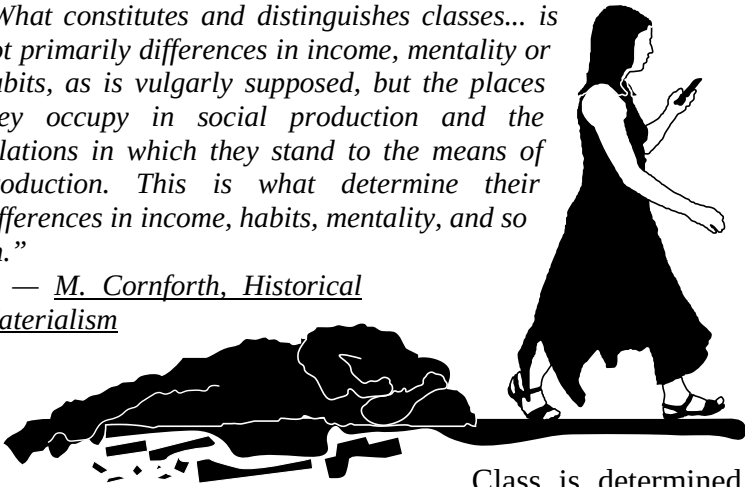 What constitutes and distinguishes classes... is
ot primarily differences in income, mentality or
abits, as is vulgarly supposed, but the places
ey occupy in social production and the
lations in which they stand to the means of
oduction. This is what determine their
fferences in income, habits, mentality, and so
n.”
— M. Cornforth, Historical
aterialism
Class is determined